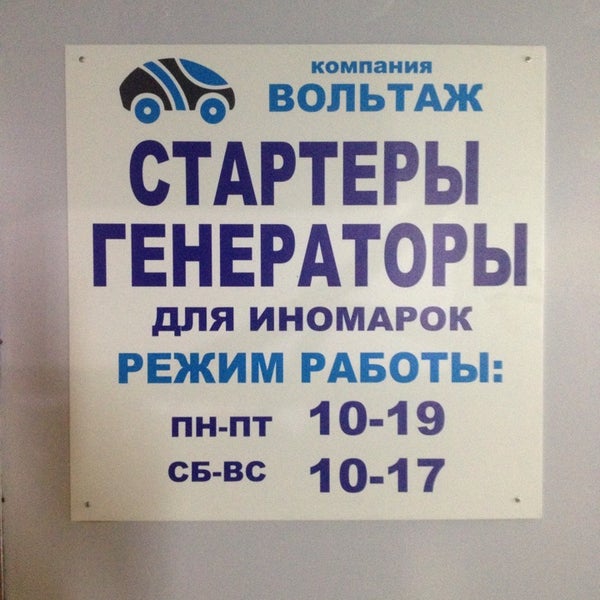 компания
ВОЛЬТАЖ
СТАРТЕРЫ
ГЕНЕРАТОРЫ
ДЛЯ ИНОМАРОК
РЕЖИМ РАБОТЫ:
ПН-ПТ 10-19
СБ-ВС 10-17